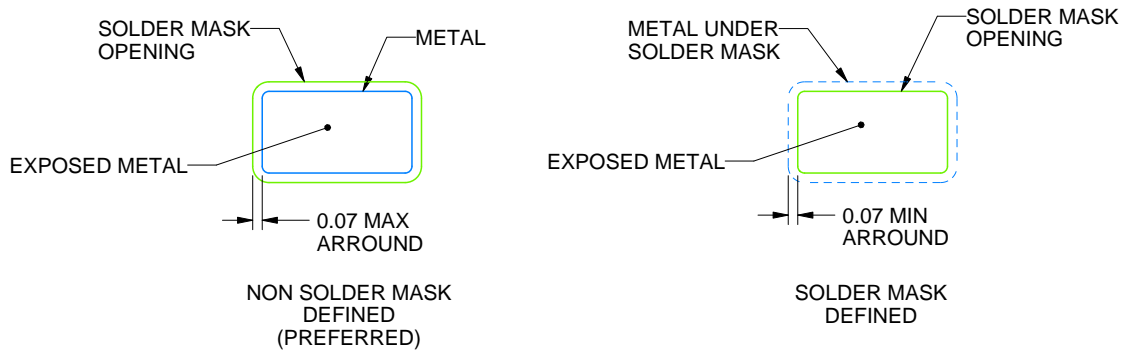 SOLDER MASK
OPENING
METAL
EXPOSED METAL
0.07 MAX
ARROUND
NON SOLDER MASK
DEFINED
(PREFERRED)
METAL UNDER
SOLDER MASK
SOLDER MASK
OPENING
EXPOSED METAL
0.07 MIN
ARROUND
SOLDER MASK
DEFINED